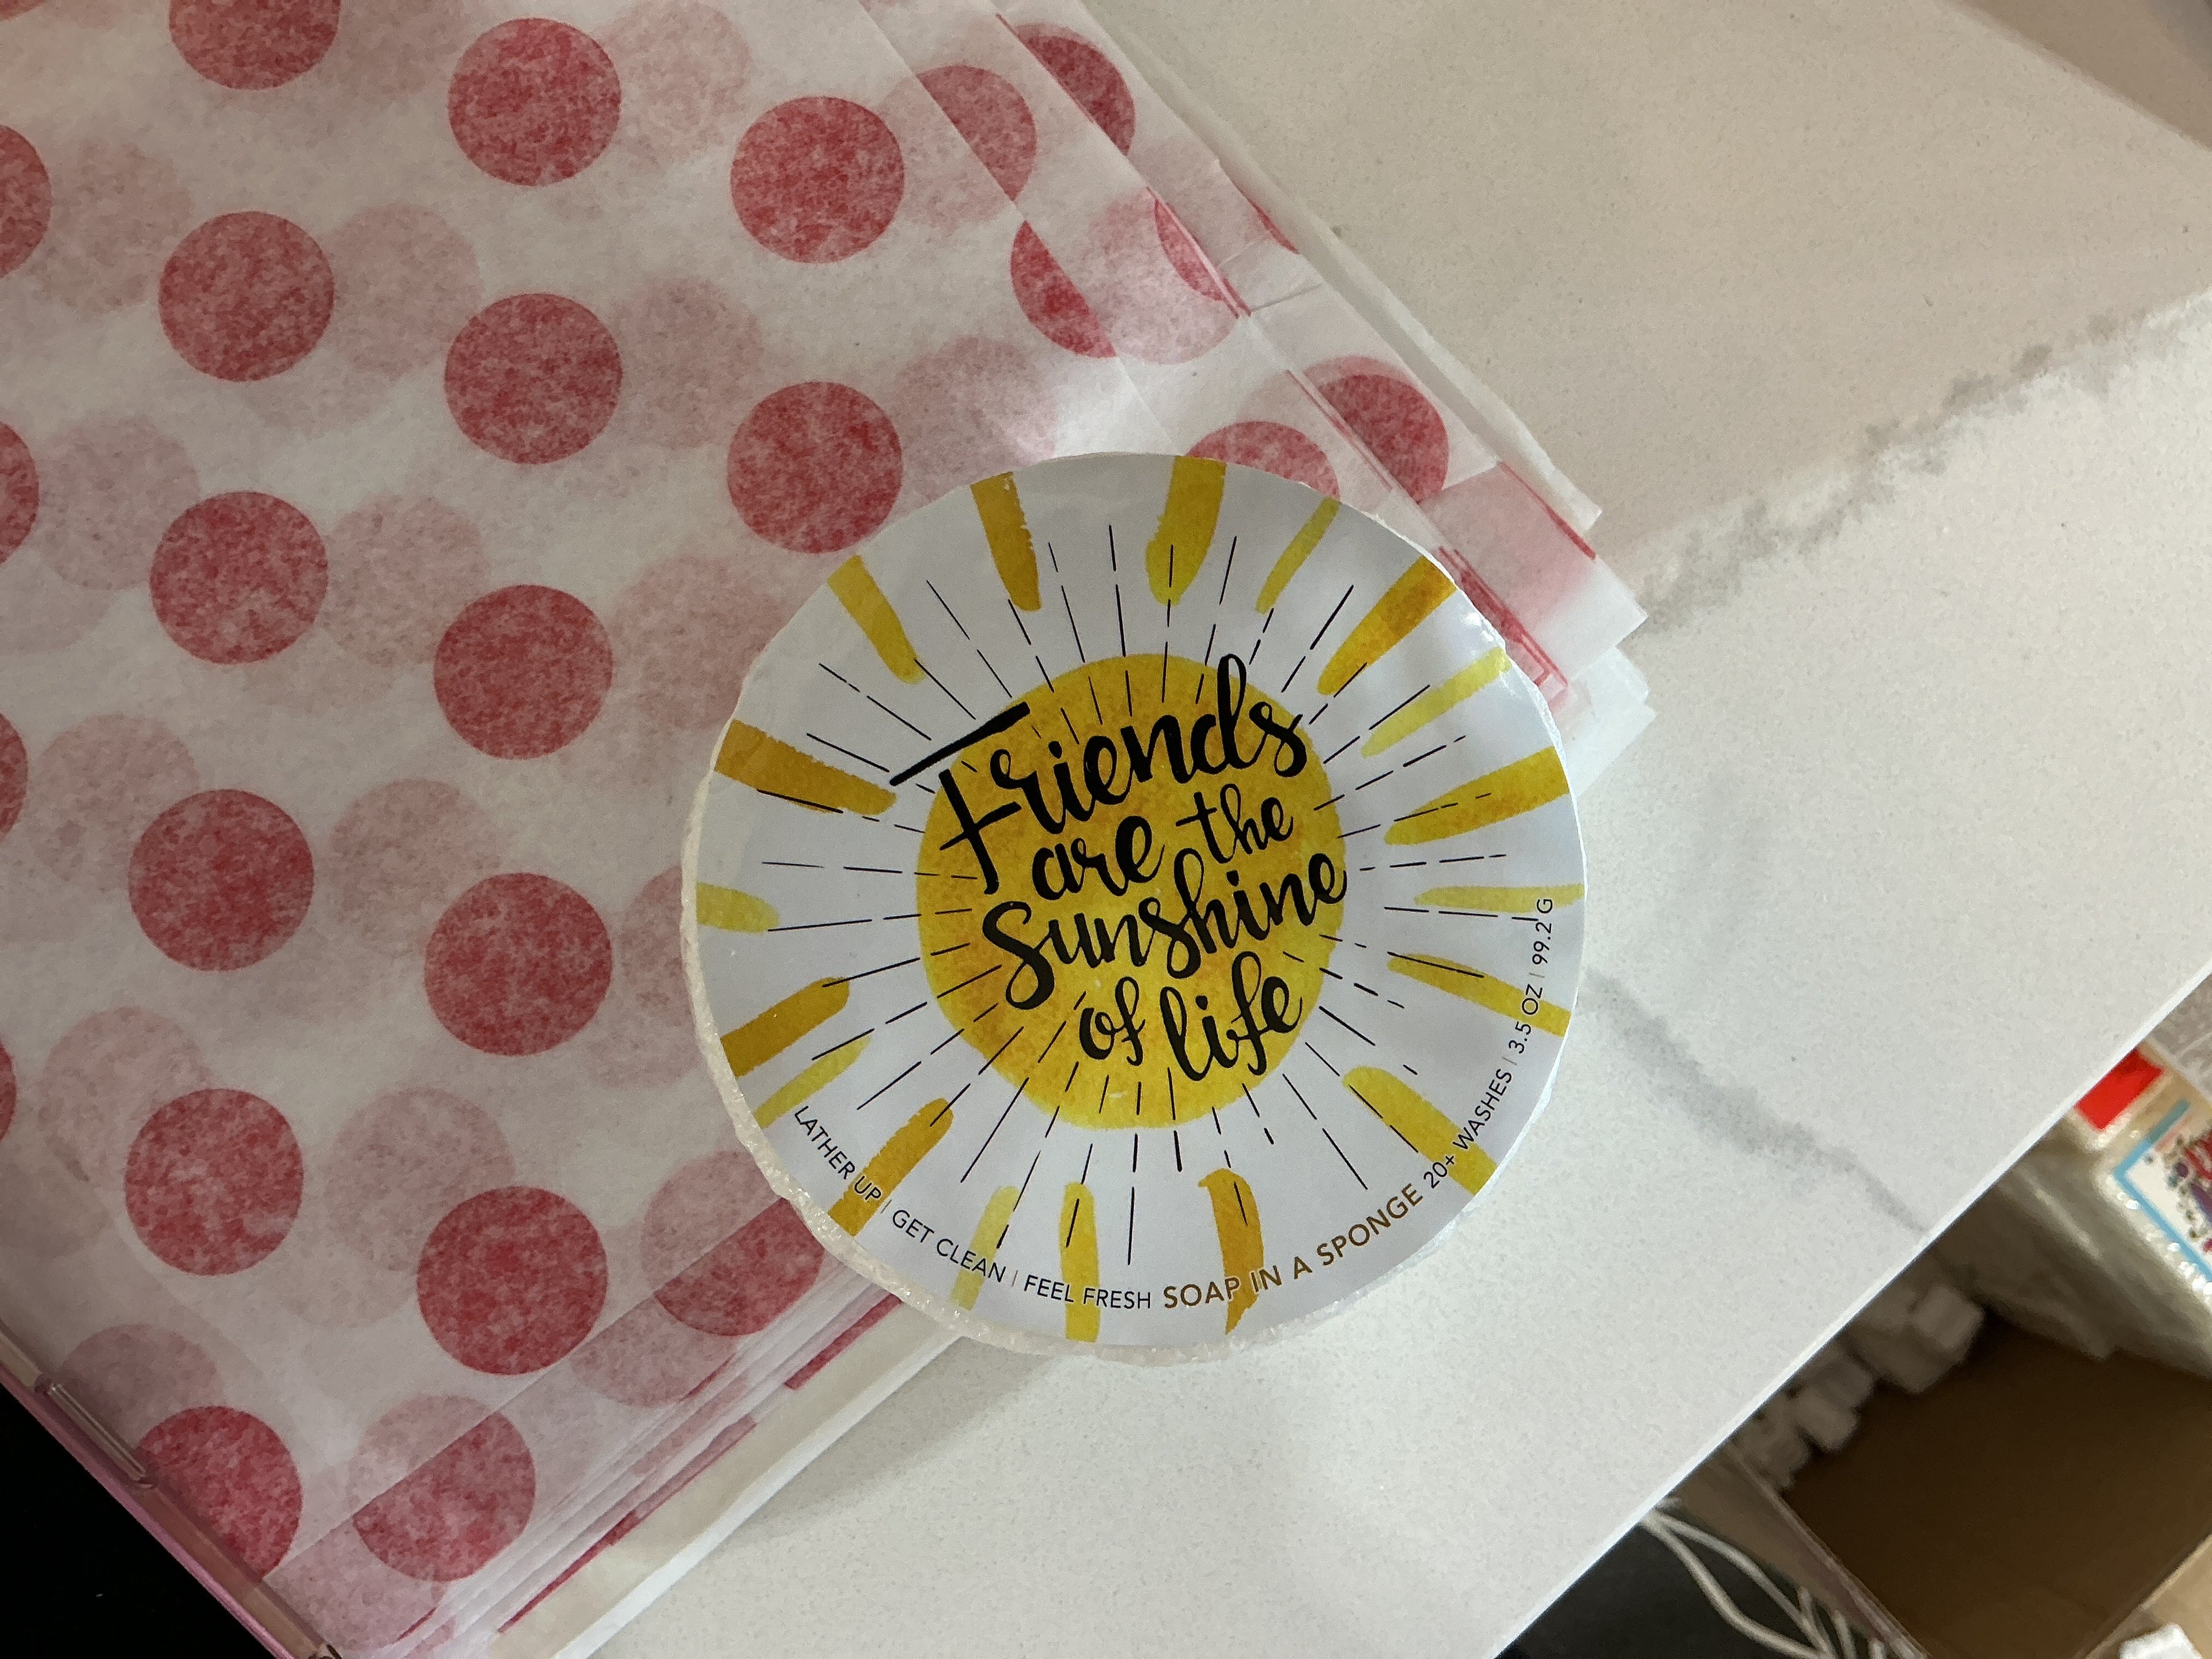 Friends
are the
Sunshine
of life
LATHER UP | GET CLEAN | FEEL FRESH SOAP IN A SPONGE 20+ WASHES | 3.5 OZ | 99.2 G